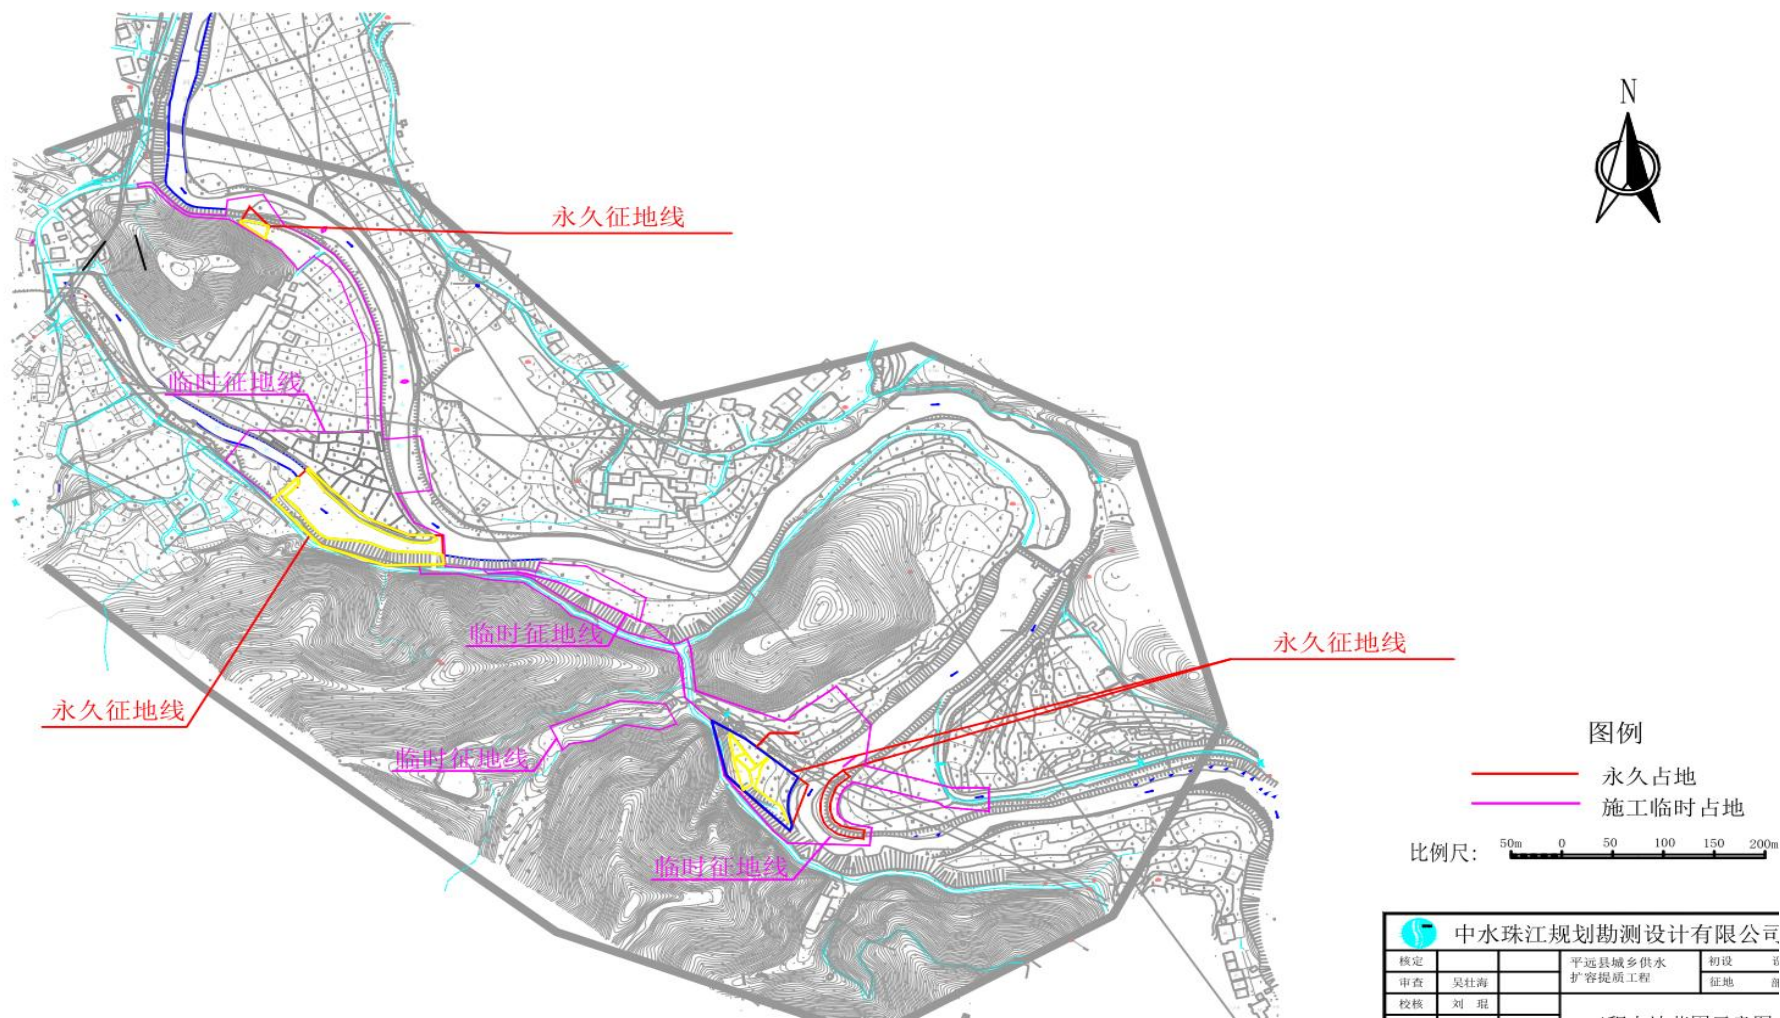 N
永久征地线
临时征地线
临时征地线
永久征地线
永久征地线
临时征地线
临时征地线
图例
永久占地
施工临时占地
比例尺: 50m 0 50 100 150 200m
中水珠江规划勘测设计有限公司
核定 平远县城乡供水 初设
扩容提质工程
审查 吴壮海 征地
校核 刘 琨